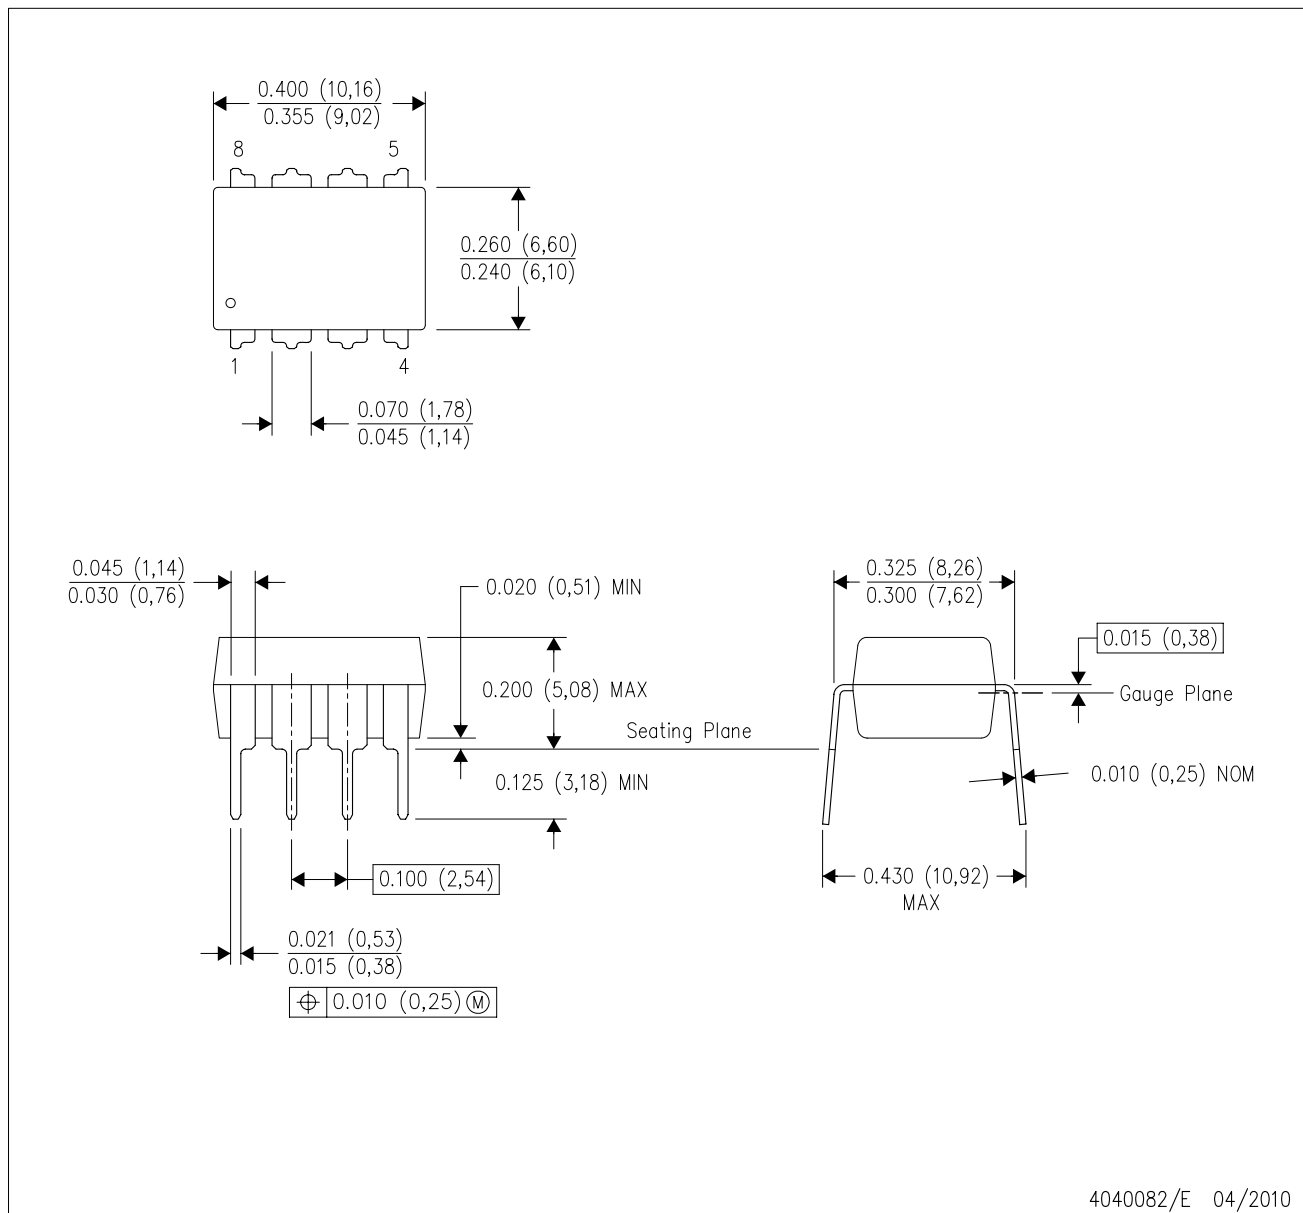 0.400 (10,16)
0.355 (9,02)
8
5
0.260 (6,60)
0.240 (6,10)
1
4
0.070 (1,78)
0.045 (1,14)
0.045 (1,14)
0.030 (0,76)
0.020 (0,51) MIN
0.325 (8,26)
0.300 (7,62)
0.015 (0,38)
0.200 (5,08) MAX
Gauge Plane
Seating Plane
0.125 (3,18) MIN
0.010 (0,25) NOM
0.100 (2,54)
0.430 (10,92)
MAX
0.021 (0,53)
0.015 (0,38)
⌖ 0.010 (0,25) Ⓜ
4040082/E 04/2010